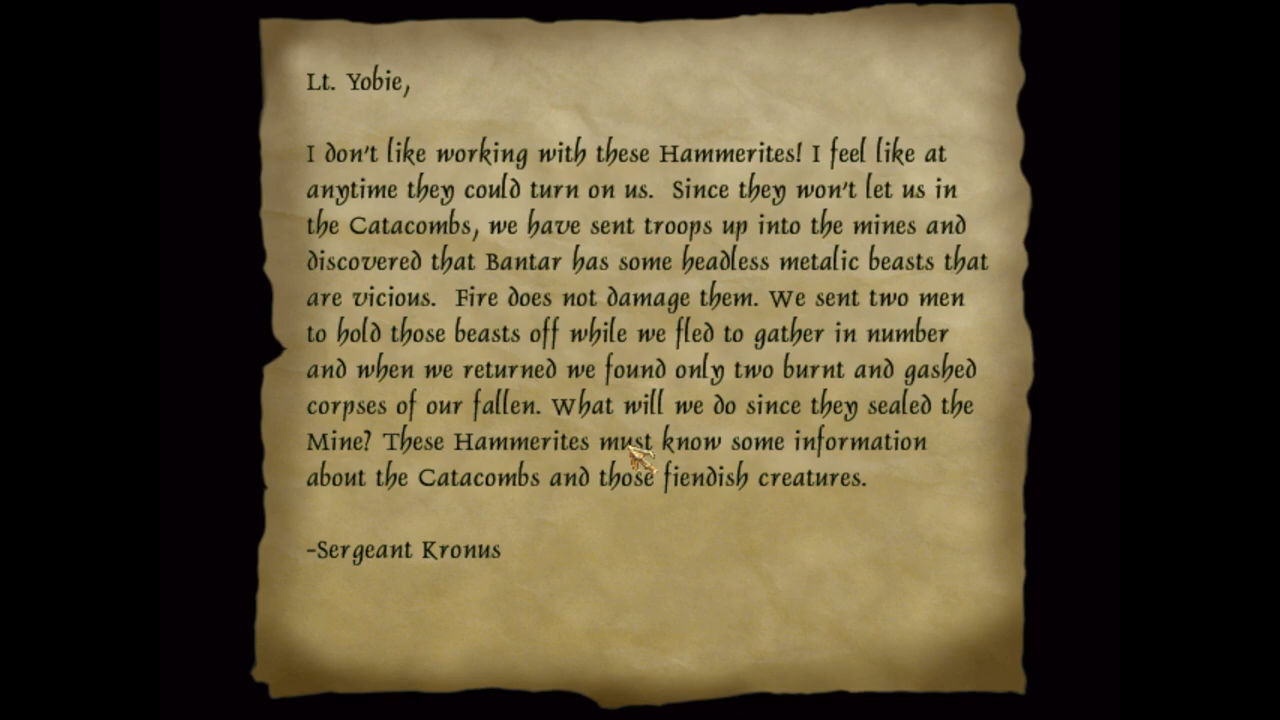 Lt. Yobie,
I don't like working with these Hammerites! I feel like at
anytime they could turn on us. Since they won't let us in
the Catacombs, we have sent troops up into the mines and
discovered that Bantar has some headless metalic beasts that
are vicious. Fire does not damage them. We sent two men
to hold those beasts off while we fled to gather in number
and when we returned we found only two burnt and gashed
corpses of our fallen. What will we do since they sealed the
Mine? These Hammerites must know some information
about the Catacombs and those fiendish creatures.
-Sergeant Kronus